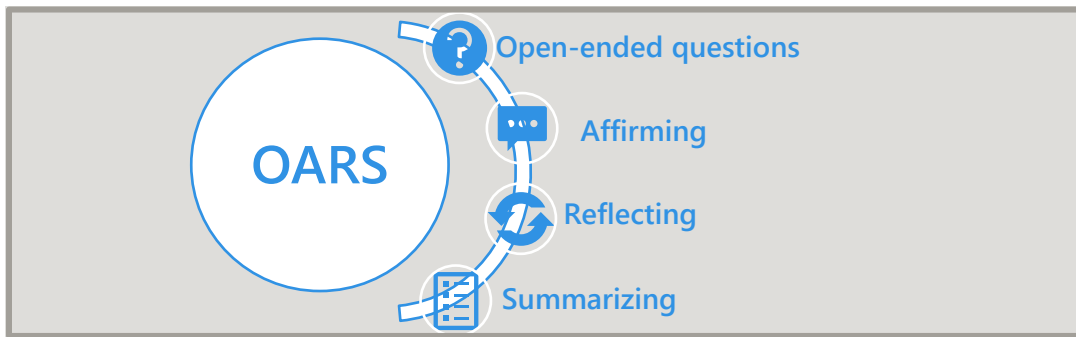 OARS
Open-ended questions
Affirming
Reflecting
Summarizing